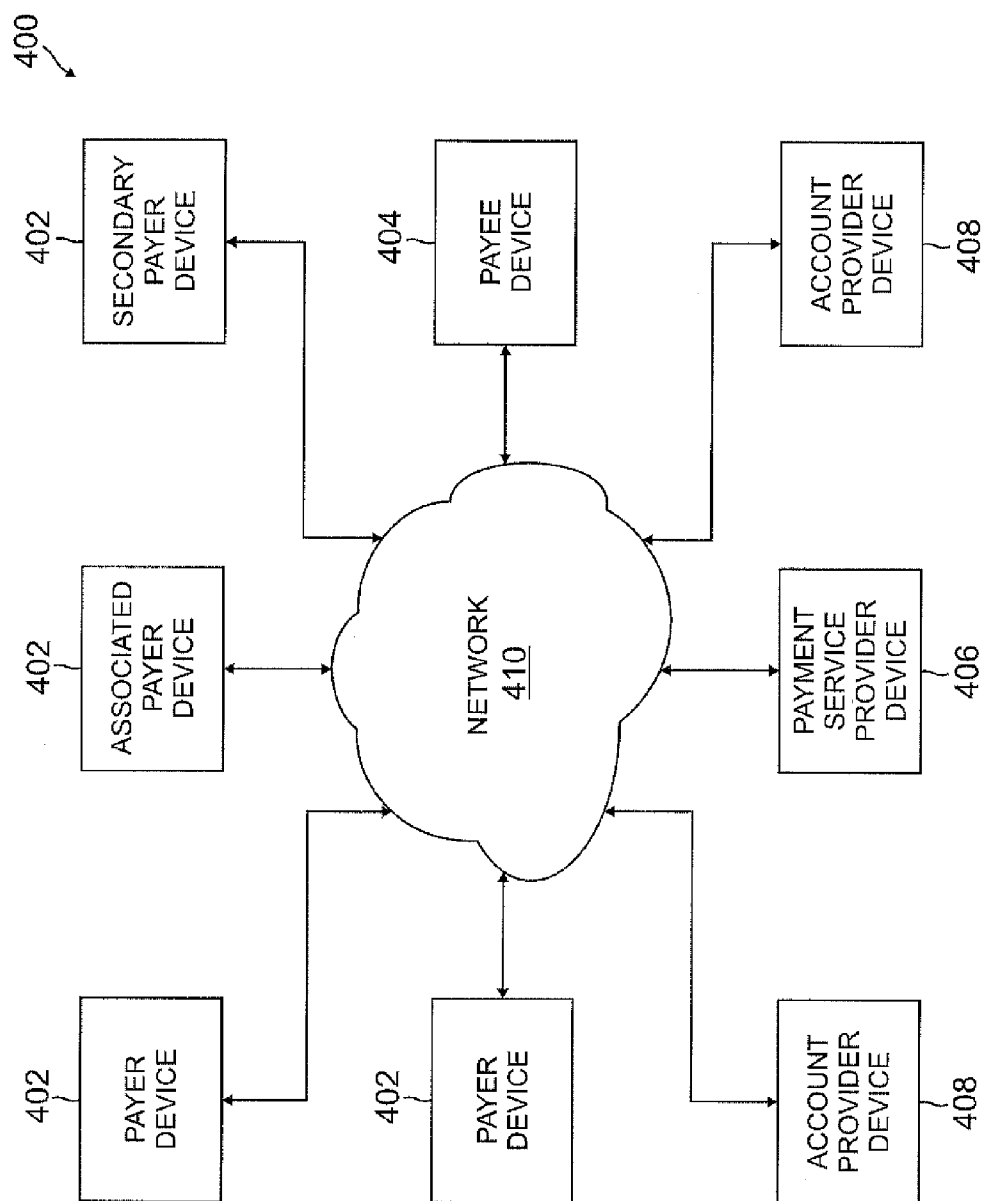 400
402
PAYER
DEVICE
402
ASSOCIATED
PAYER
DEVICE
402
SECONDARY
PAYER
DEVICE
402
PAYER
DEVICE
NETWORK
410
404
PAYEE
DEVICE
ACCOUNT
PROVIDER
DEVICE
408
PAYMENT
SERVICE
PROVIDER
DEVICE
406
ACCOUNT
PROVIDER
DEVICE
408